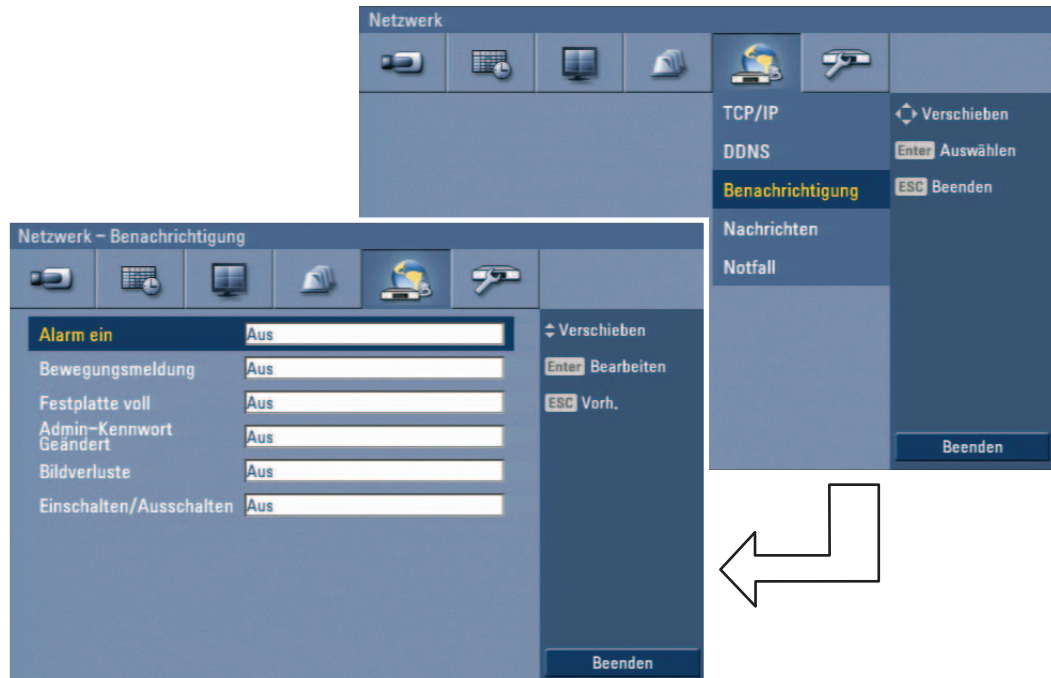 Netzwerk
TCP/IP
DDNS
Benachrichtigung
Nachrichten
Notfall
Verschieben
Enter Auswählen
ESC Beenden
Beenden
Netzwerk – Benachrichtigung
Alarm ein Aus
Bewegungsmeldung Aus
Festplatte voll Aus
Admin-Kennwort
Geändert Aus
Bildverluste Aus
Einschalten/Ausschalten Aus
Verschieben
Enter Bearbeiten
ESC Vorh.
Beenden